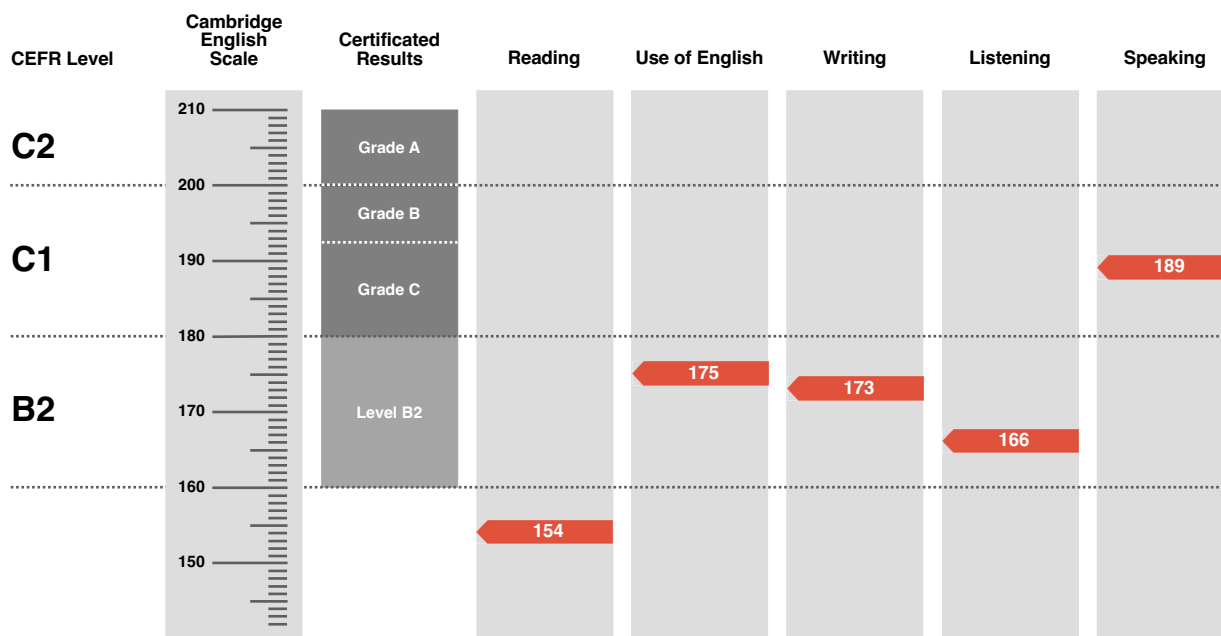 CEFR Level
Cambridge
English
Scale
Certificated
Results
Reading
Use of English
Writing
Listening
Speaking
210
C2
Grade A
200
Grade B
C1
190
189
Grade C
180
175
173
B2
170
Level B2
166
160
154
150